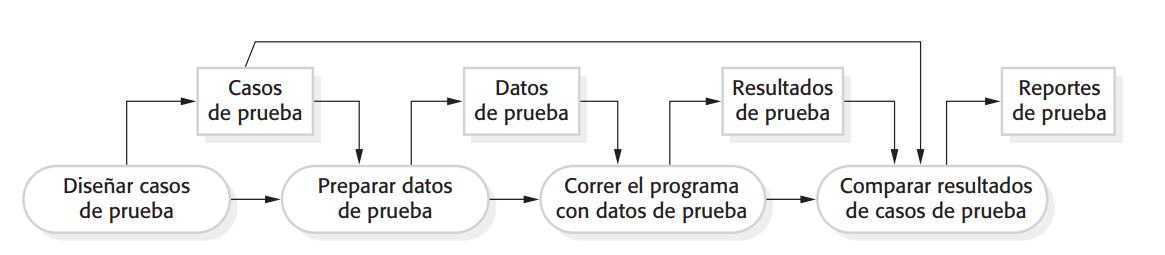 Casos
de prueba
Datos
de prueba
Resultados
de prueba
Reportes
de prueba
Diseñar casos
de prueba
Preparar datos
de prueba
Correr el programa
con datos de prueba
Comparar resultados
de casos de prueba